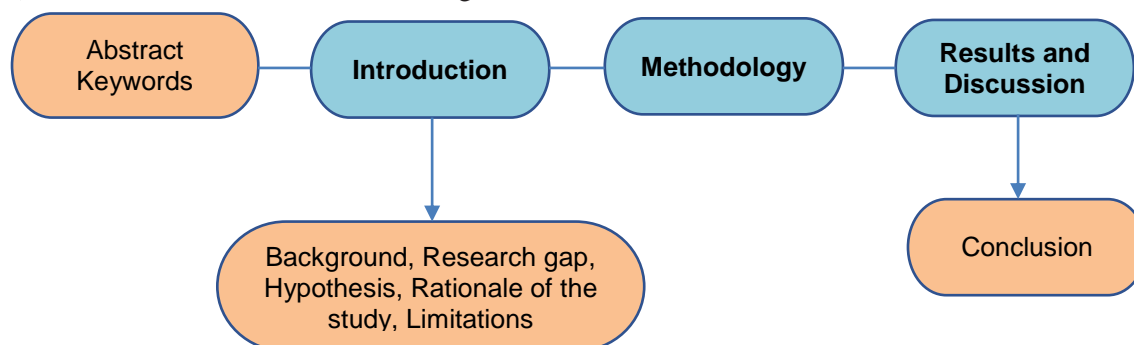 Abstract
Keywords
Introduction
Methodology
Results and
Discussion
Background, Research gap,
Hypothesis, Rationale of the
study, Limitations
Conclusion